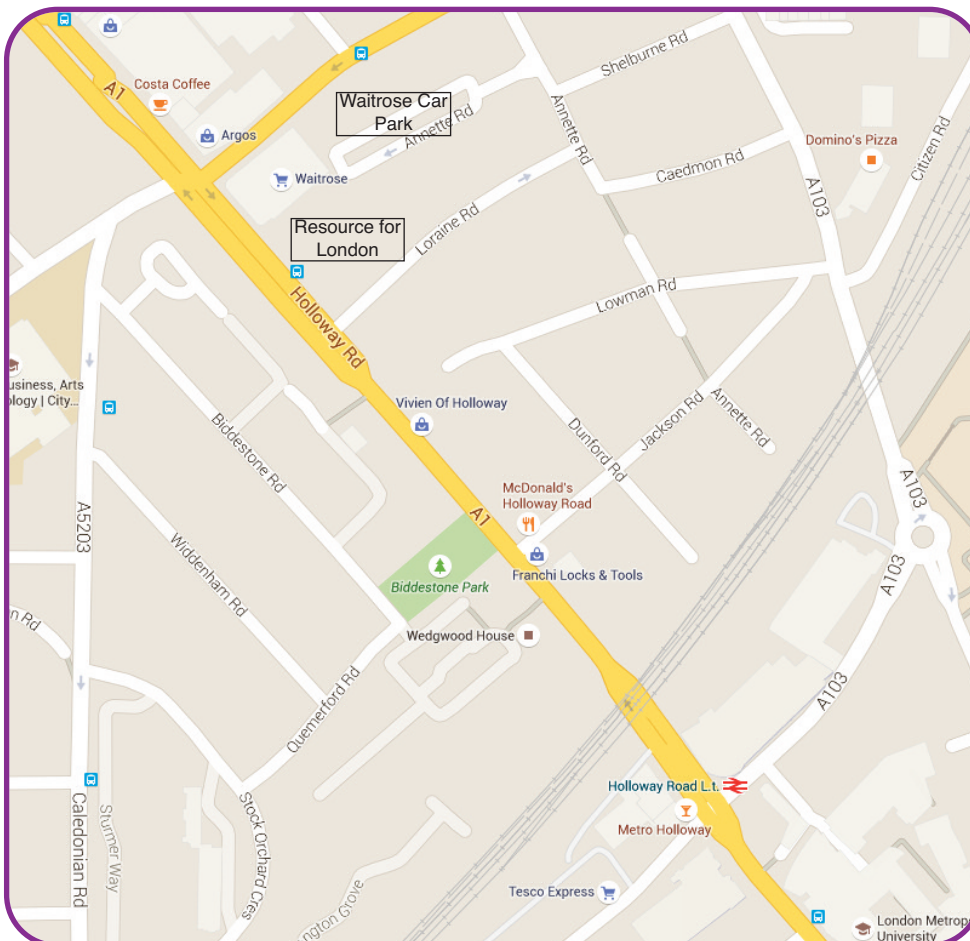 A1
Costa Coffee
Argos
Waitrose
Waitrose Car
Park
Annette Rd
Shelburne Rd
Annette Rd
Caedmon Rd
Domino's Pizza
Citizen Rd
A103
Loraine Rd
Resource for
London
Holloway Rd
Lowman Rd
usiness, Arts
ology | City...
Vivien Of Holloway
Biddestone Rd
Dunford Rd
Jackson Rd
Annette Rd
McDonald's
Holloway Road
A1
A5203
A103
Widdenham Rd
Biddestone Park
Franchi Locks & Tools
A103
n Rd
Wedgwood House
Quemerford Rd
A103
Holloway Road L.t.
Metro Holloway
Caledonian Rd
Sturmer Way
Stock Orchard Cres
ngton Grove
Tesco Express
London Metrop
University